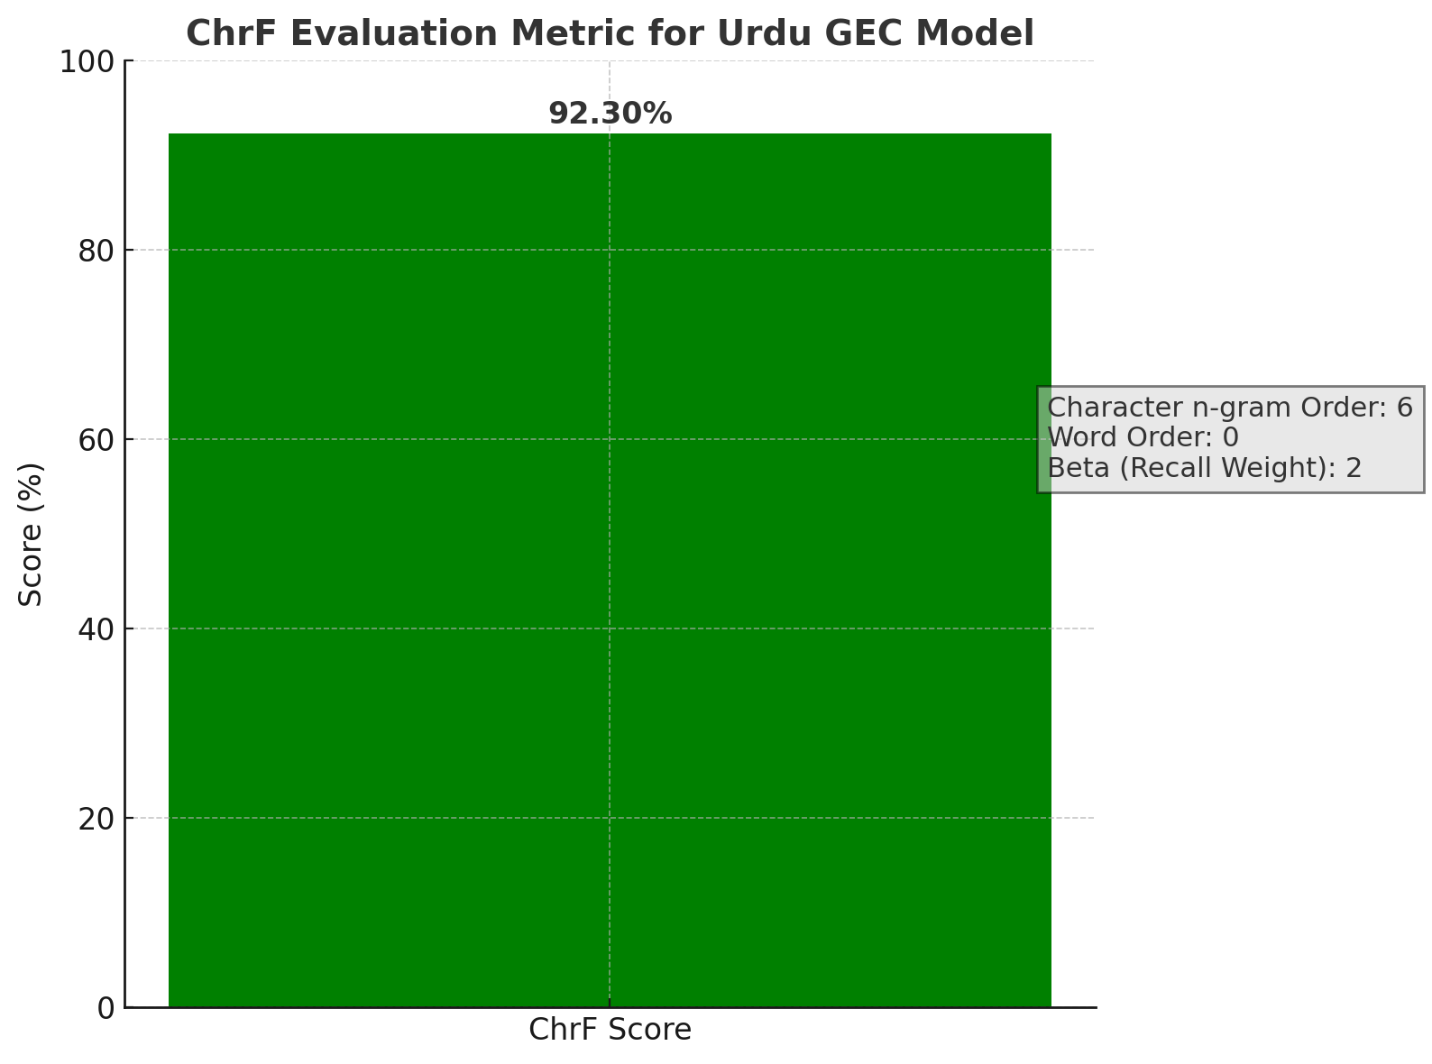 ChrF Evaluation Metric for Urdu GEC Model
100
92.30%
80
Character n-gram Order: 6
60
Word Order: 0
Beta (Recall Weight): 2
Score (%)
40
20
0
ChrF Score